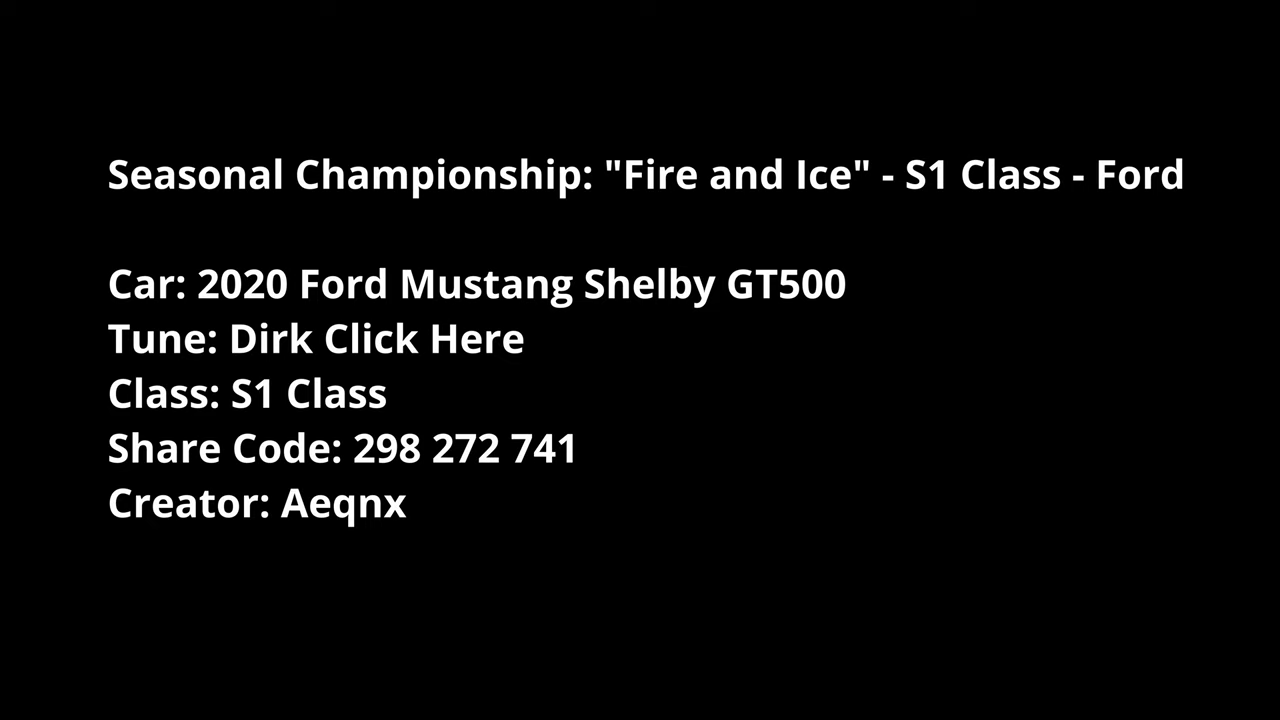 Seasonal Championship: "Fire and Ice" - S1 Class - Ford
Car: 2020 Ford Mustang Shelby GT500
Tune: Dirk Click Here
Class: S1 Class
Share Code: 298 272 741
Creator: Aeqnx